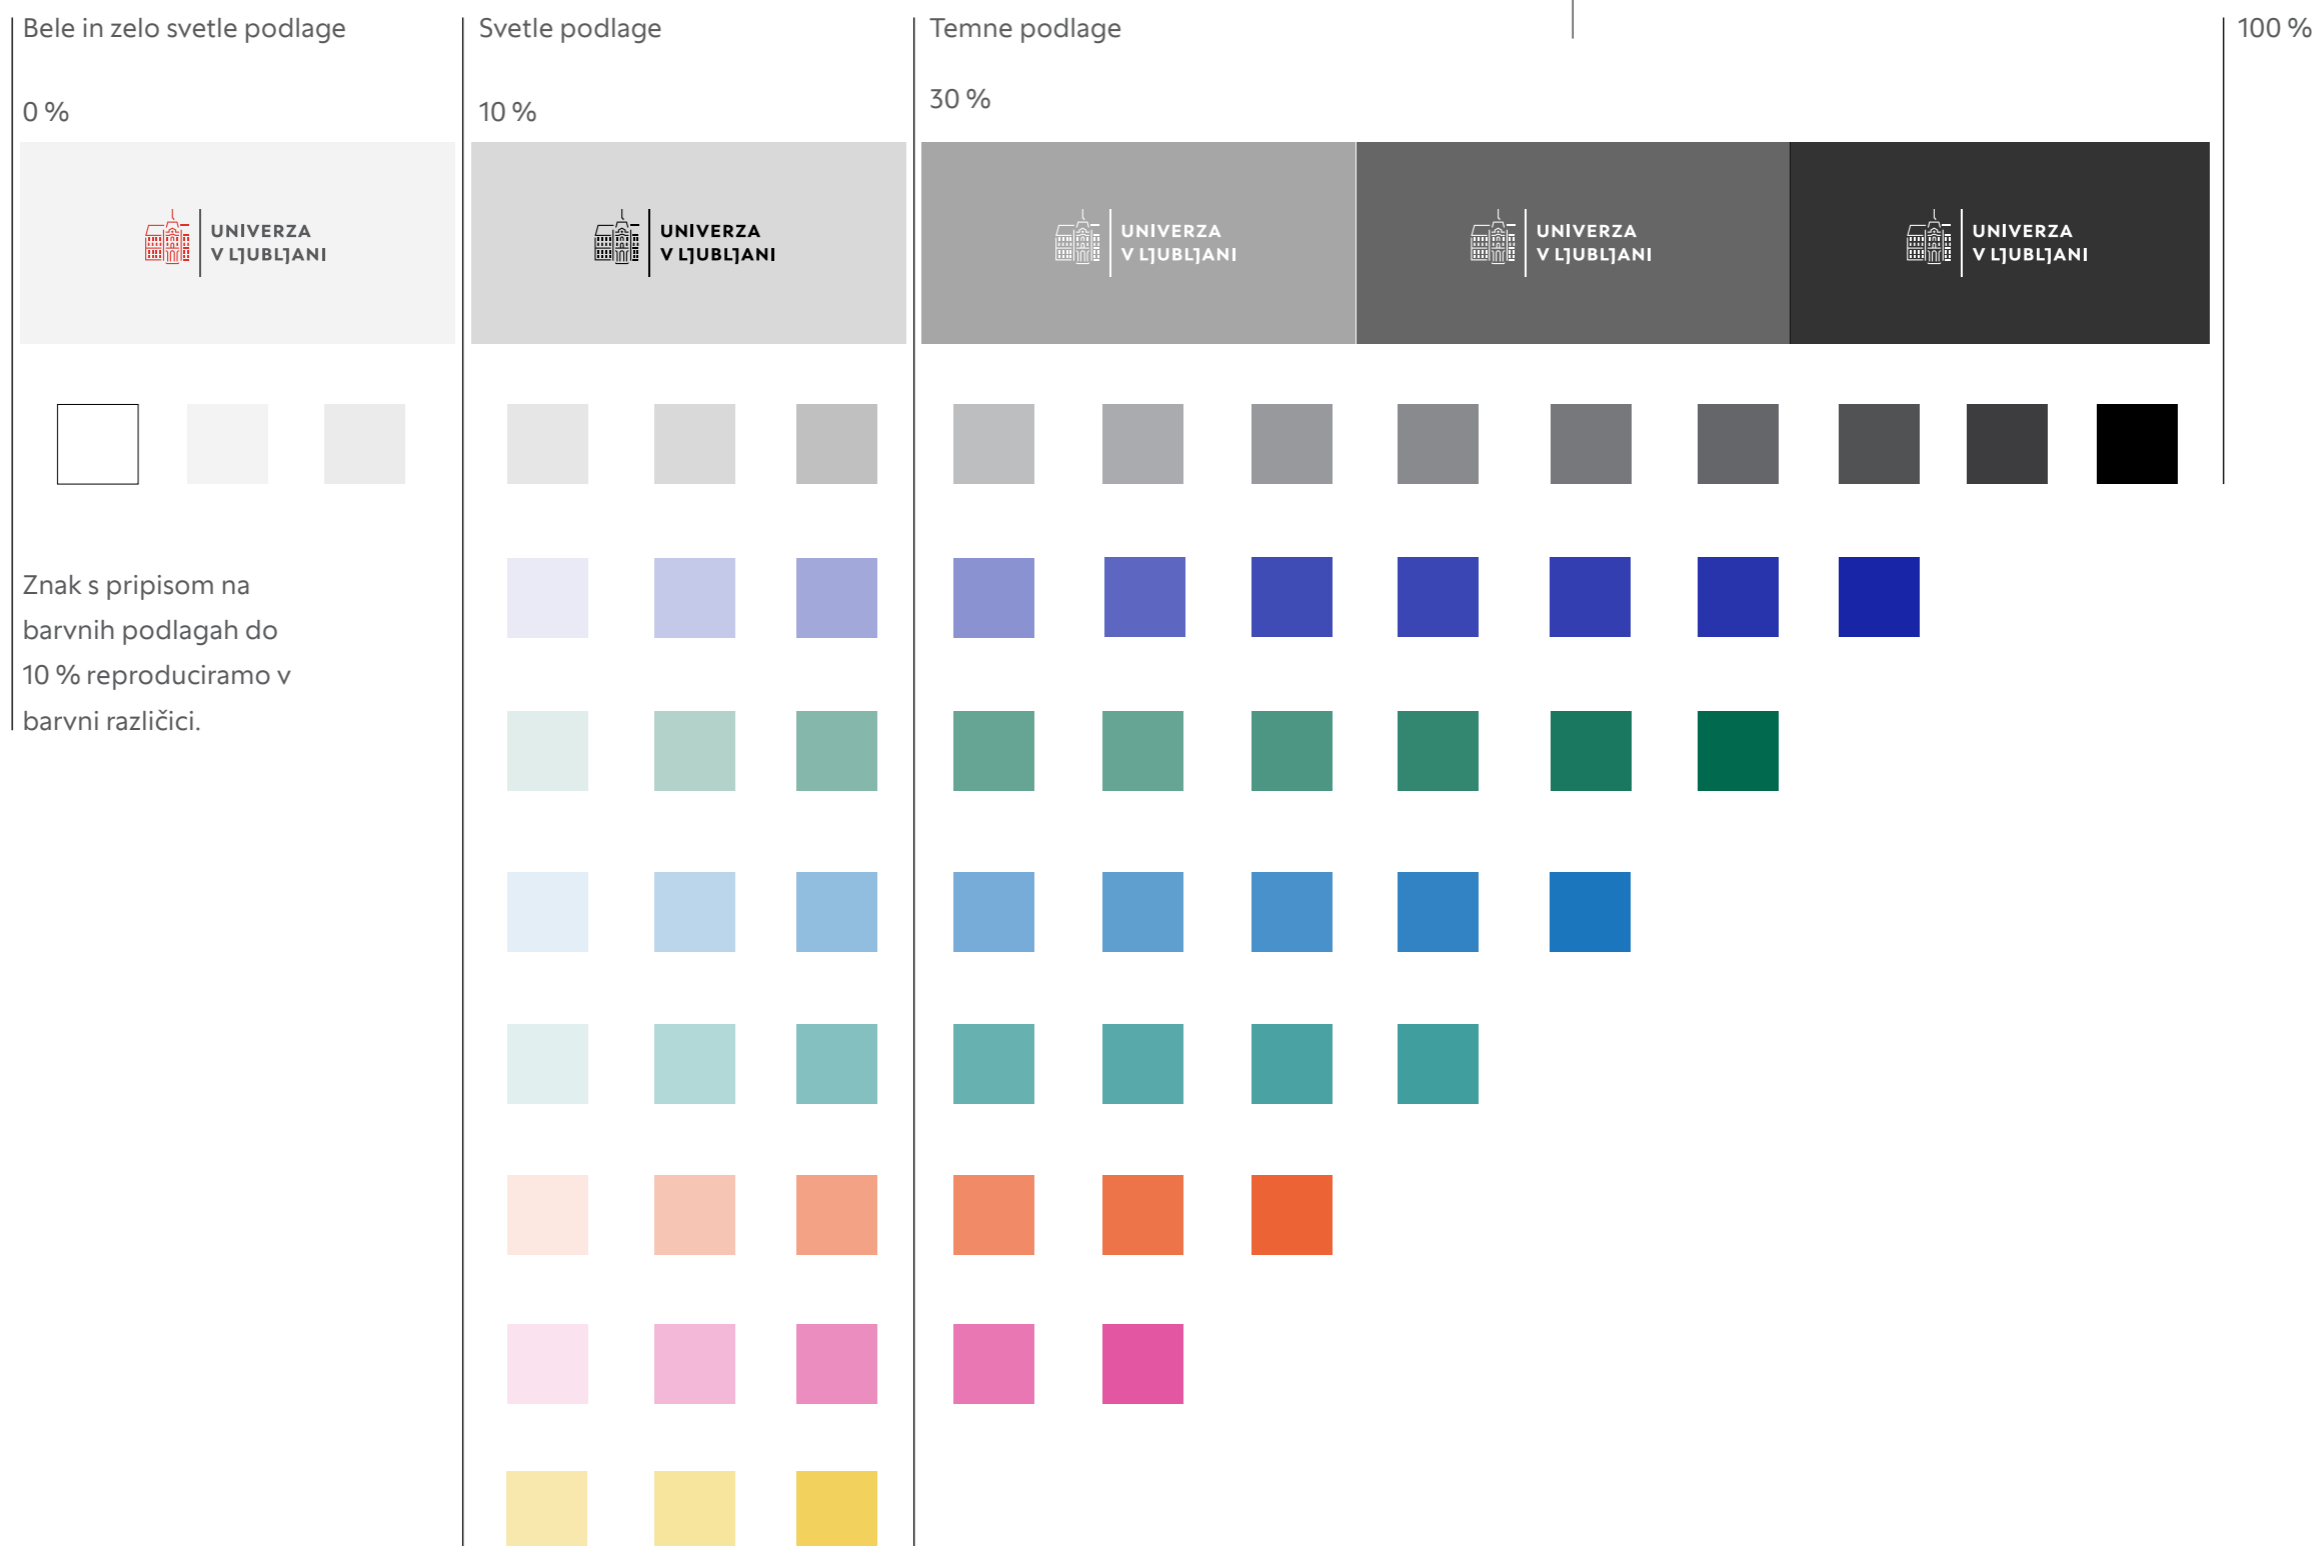 Bele in zelo svetle podlage
Svetle podlage
Temne podlage
100 %
0 %
10 %
30 %
UNIVERZA
V LJUBLJANI
UNIVERZA
V LJUBLJANI
UNIVERZA
V LJUBLJANI
UNIVERZA
V LJUBLJANI
UNIVERZA
V LJUBLJANI
Znak s pripisom na
barvnih podlagah do
10 % reproduciramo v
barvni različici.